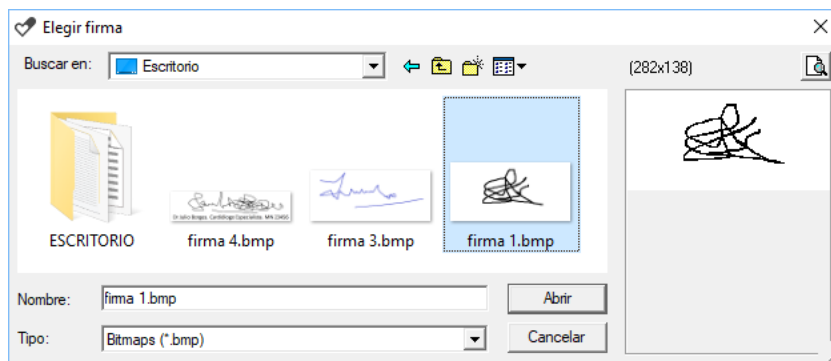 Elegir firma
Buscar en: Escritorio
(282x138)
ESCRITORIO
firma 4.bmp
firma 3.bmp
firma 1.bmp
Nombre: firma 1.bmp
Abrir
Tipo: Bitmaps (*.bmp)
Cancelar